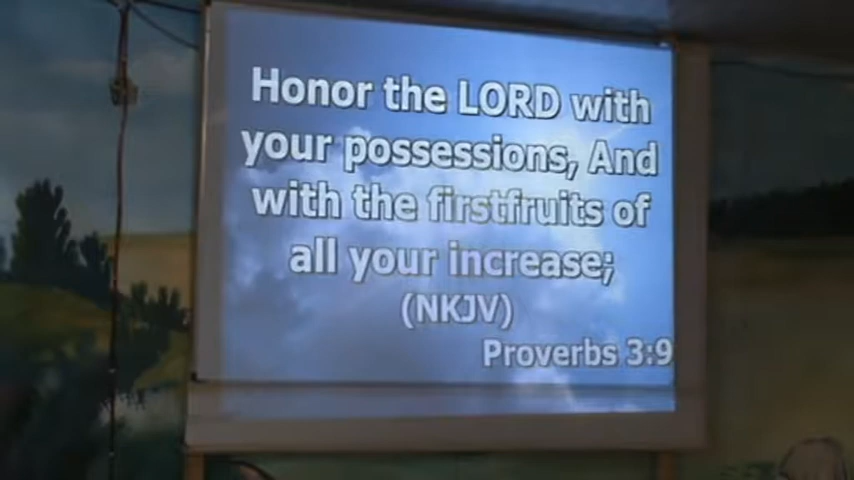 Honor the LORD with
your possessions, And
with the firstfruits of
all your increase;
(NKJV)
Proverbs 3:9